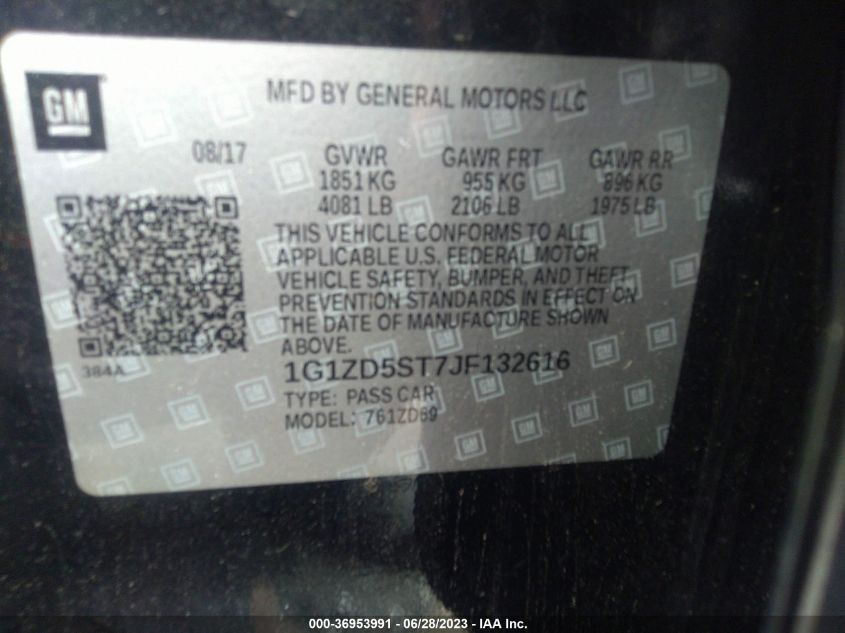 GM
MFD BY GENERAL MOTORS LLC
08/17 GVWR GAWR FRT GAWR RR
1851 KG 955 KG 896 KG
4081 LB 2106 LB 1975 LB
THIS VEHICLE CONFORMS TO ALL
APPLICABLE U.S. FEDERAL MOTOR
VEHICLE SAFETY, BUMPER, AND THEFT
PREVENTION STANDARDS IN EFFECT ON
THE DATE OF MANUFACTURE SHOWN
ABOVE.
384A
1G1ZD5ST7JF132616
TYPE: PASS CAR
MODEL: 761ZD69
000-36953991 - 06/28/2023 - IAA, Inc.